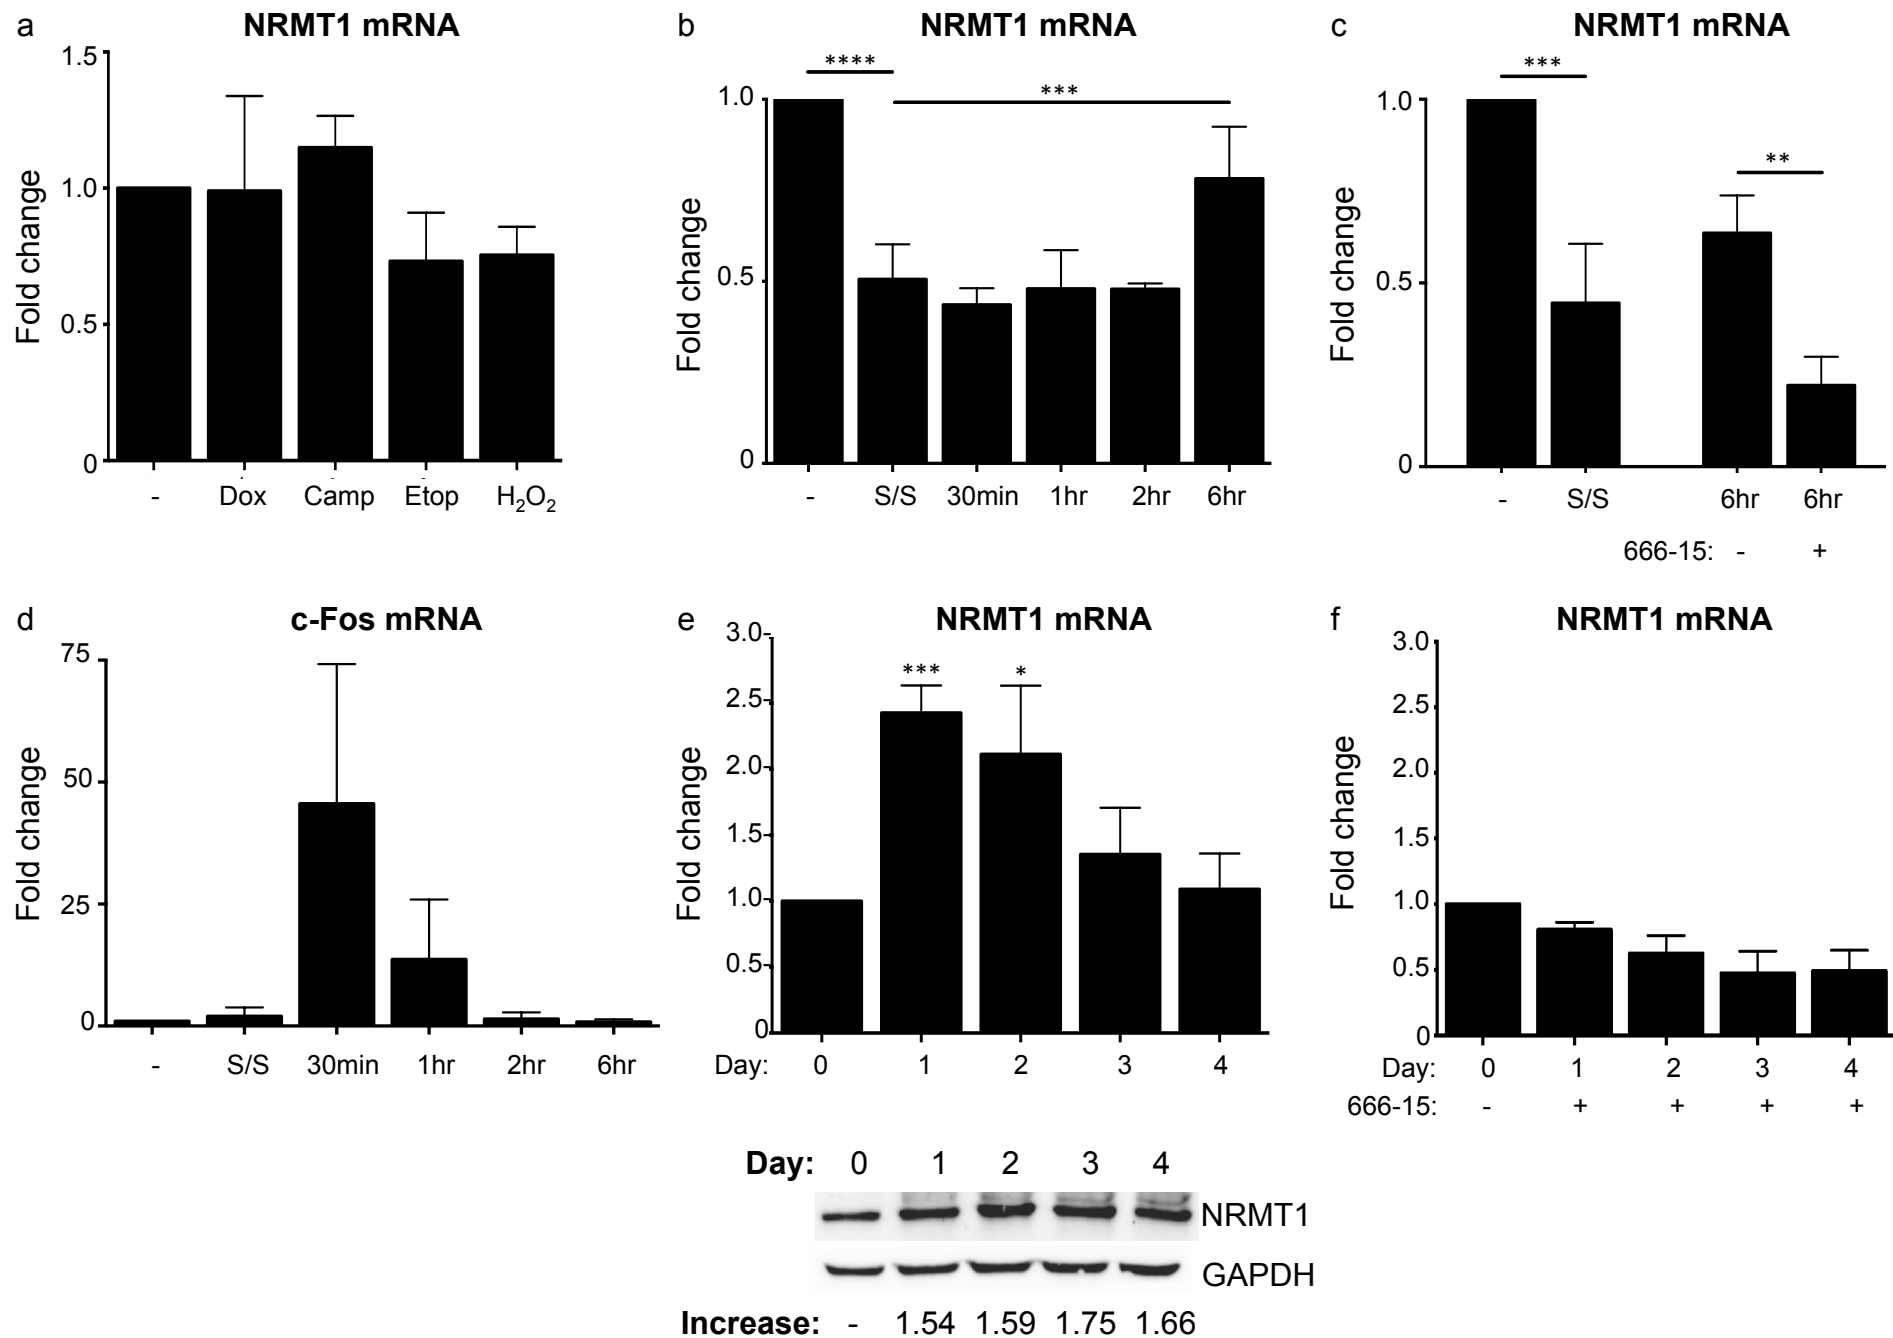 a
NRMT1 mRNA
Fold change
1.5
1.0
0.5
0
- Dox Camp Etop H₂O₂
b
NRMT1 mRNA
Fold change
**** ***
1.0
0.5
0
- S/S 30min 1hr 2hr 6hr
c
NRMT1 mRNA
Fold change
*** **
1.0
0.5
0
- S/S 6hr 6hr
666-15: - +
d
c-Fos mRNA
Fold change
75
50
25
0
- S/S 30min 1hr 2hr 6hr
e
NRMT1 mRNA
Fold change
*** *
3.0
2.5
2.0
1.5
1.0
0.5
0
Day: 0 1 2 3 4
Day: 0 1 2 3 4
NRMT1
GAPDH
Increase: - 1.54 1.59 1.75 1.66
f
NRMT1 mRNA
Fold change
3.0
2.5
2.0
1.5
1.0
0.5
0
Day: 0 1 2 3 4
666-15: - + + + +